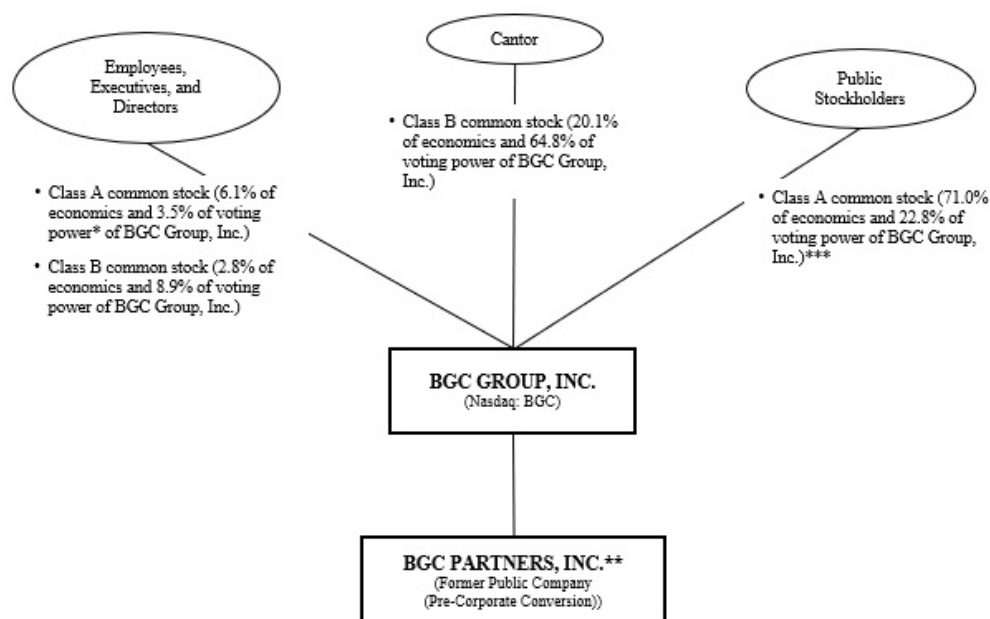 Employees,
Executives, and
Directors
• Class A common stock (6.1% of
economics and 3.5% of voting
power* of BGC Group, Inc.)
• Class B common stock (2.8% of
economics and 8.9% of voting
power of BGC Group, Inc.)
Cantor
• Class B common stock (20.1%
of economics and 64.8% of
voting power of BGC Group,
Inc.)
Public
Stockholders
• Class A common stock (71.0%
of economics and 22.8% of
voting power of BGC Group,
Inc.)***
BGC GROUP, INC.
(Nasdaq: BGC)
BGC PARTNERS, INC.**
(Former Public Company
(Pre-Corporate Conversion))